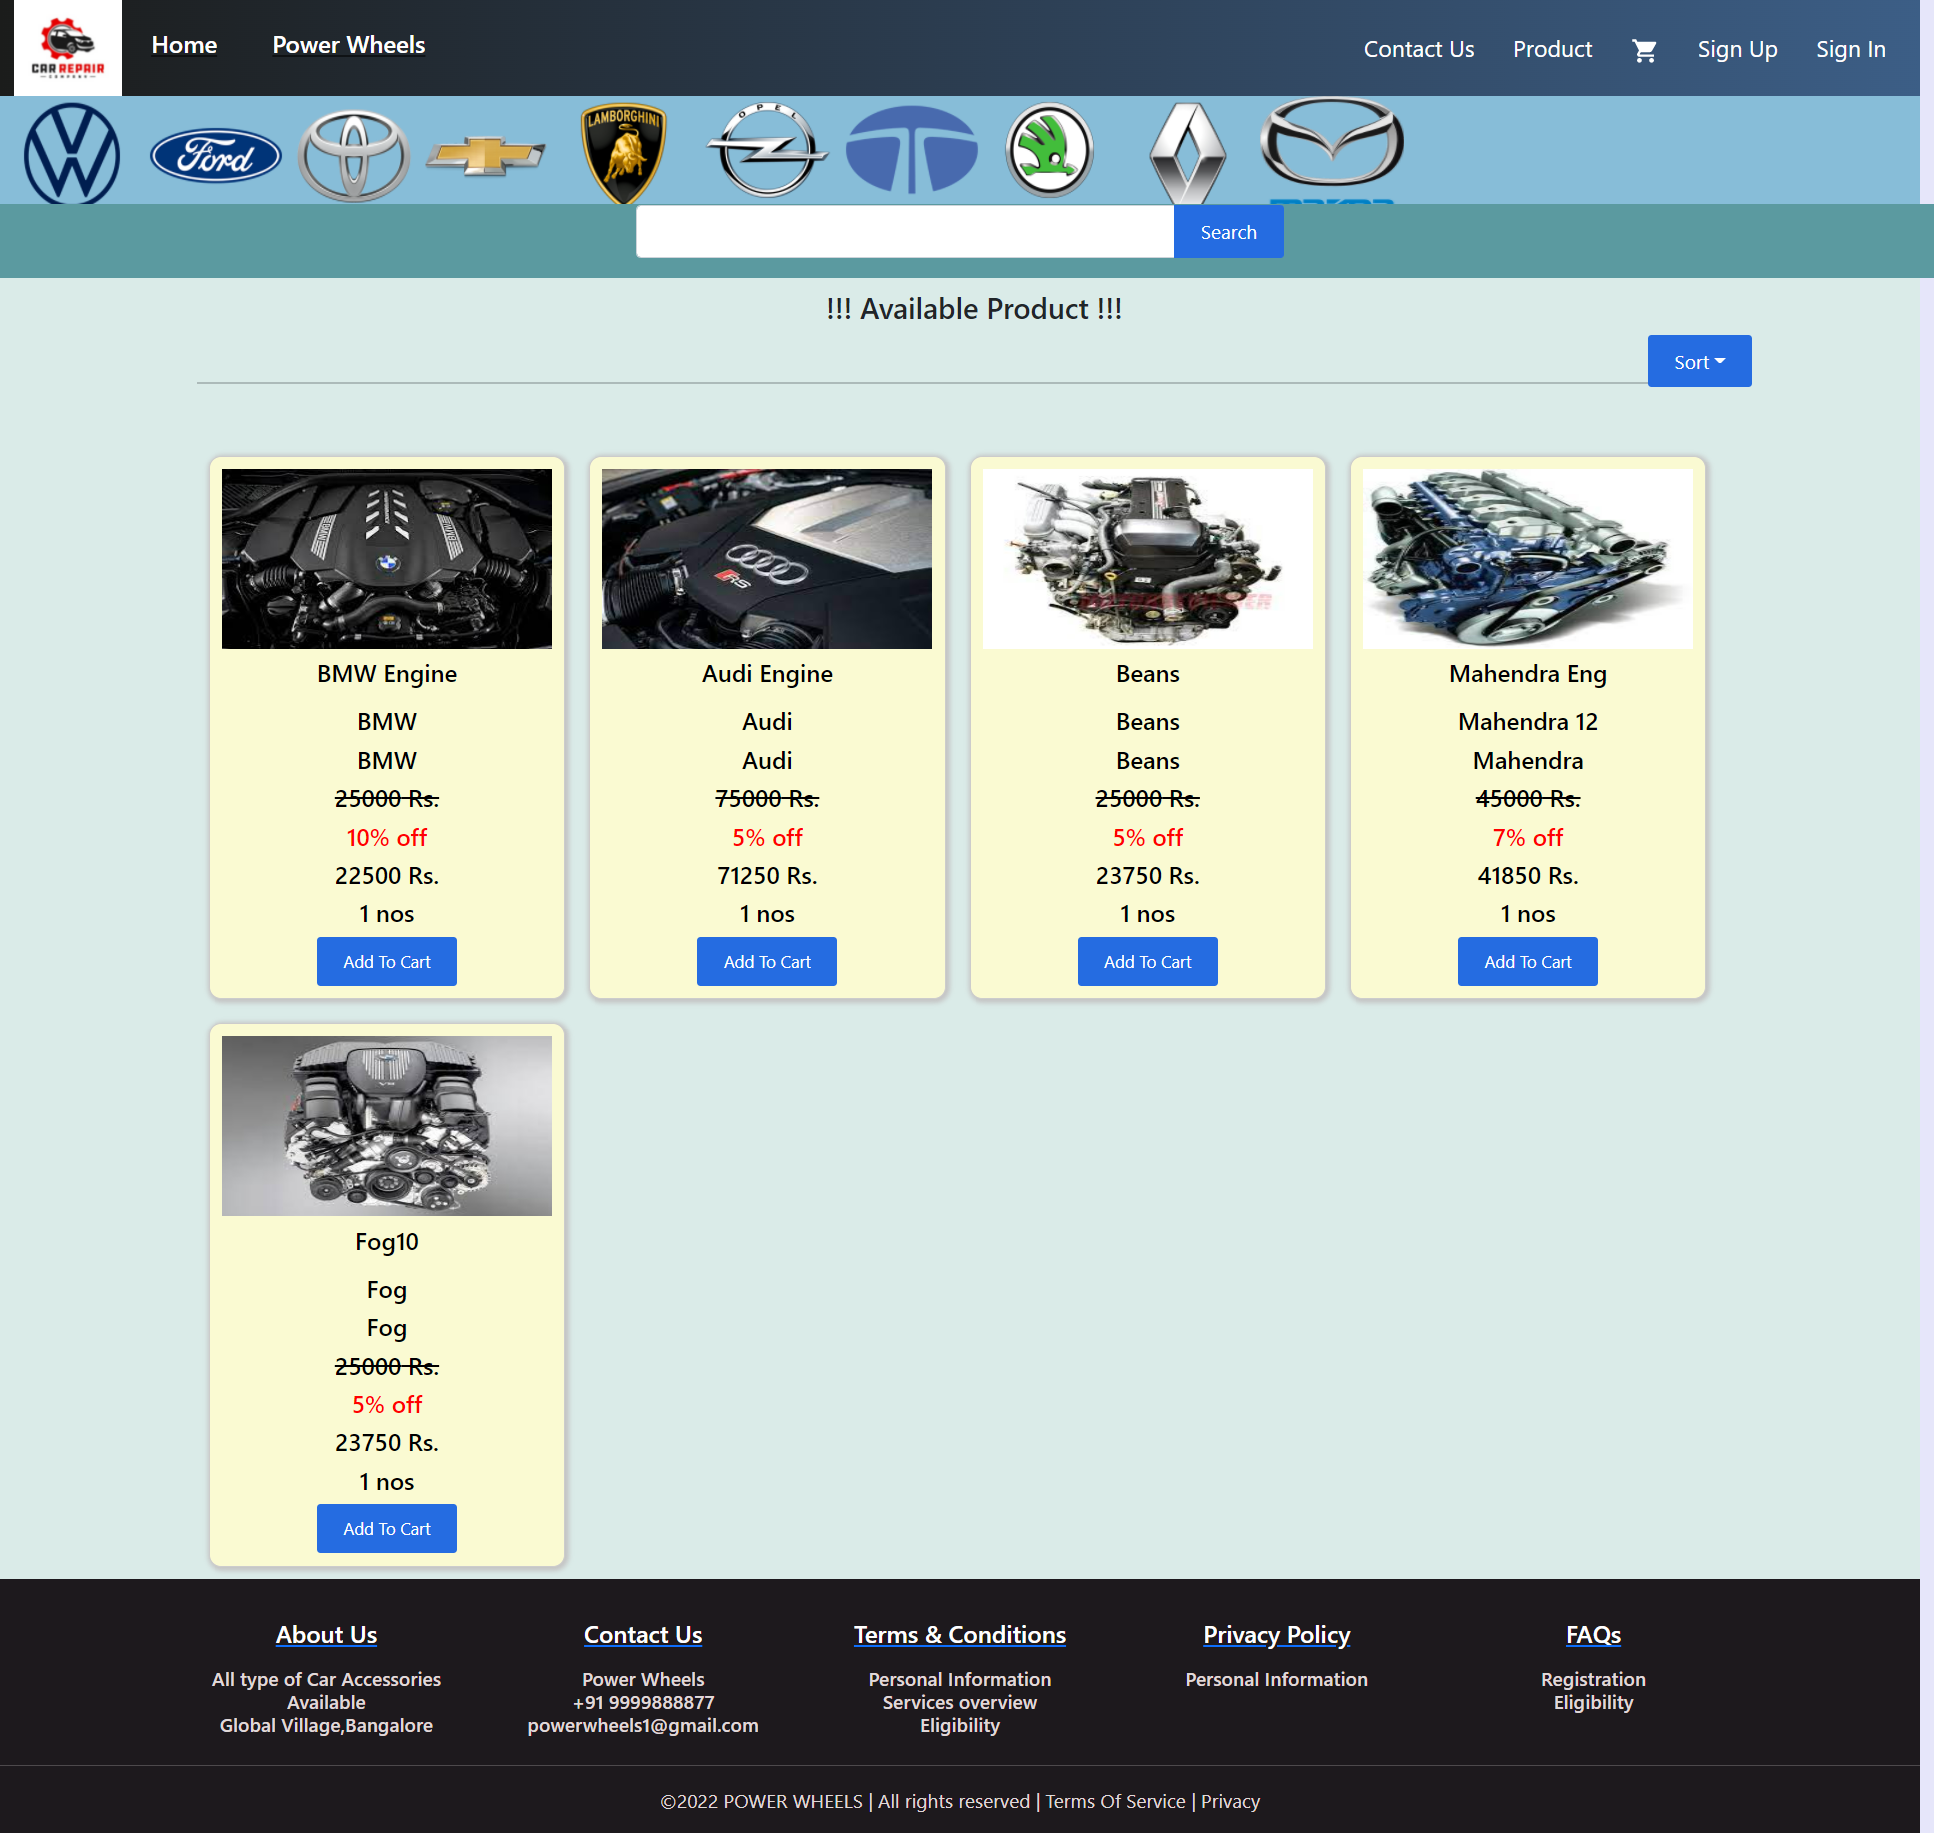 CAR REPAIR
COMPANY
Home
Power Wheels
Contact Us
Product
Sign Up
Sign In
Ford
LAMBORGHINI
OPEL
Search
!!! Available Product !!!
Sort
BMW Engine
BMW
BMW
25000 Rs.
10% off
22500 Rs.
1 nos
Add To Cart
RS
Audi Engine
Audi
Audi
75000 Rs.
5% off
71250 Rs.
1 nos
Add To Cart
Beans
Beans
Beans
25000 Rs.
5% off
23750 Rs.
1 nos
Add To Cart
Mahendra Eng
Mahendra 12
Mahendra
45000 Rs.
7% off
41850 Rs.
1 nos
Add To Cart
Fog10
Fog
Fog
25000 Rs.
5% off
23750 Rs.
1 nos
Add To Cart
About Us
All type of Car Accessories
Available
Global Village,Bangalore
Contact Us
Power Wheels
+91 9999888877
powerwheels1@gmail.com
Terms & Conditions
Personal Information
Services overview
Eligibility
Privacy Policy
Personal Information
FAQs
Registration
Eligibility
©2022 POWER WHEELS | All rights reserved | Terms Of Service | Privacy